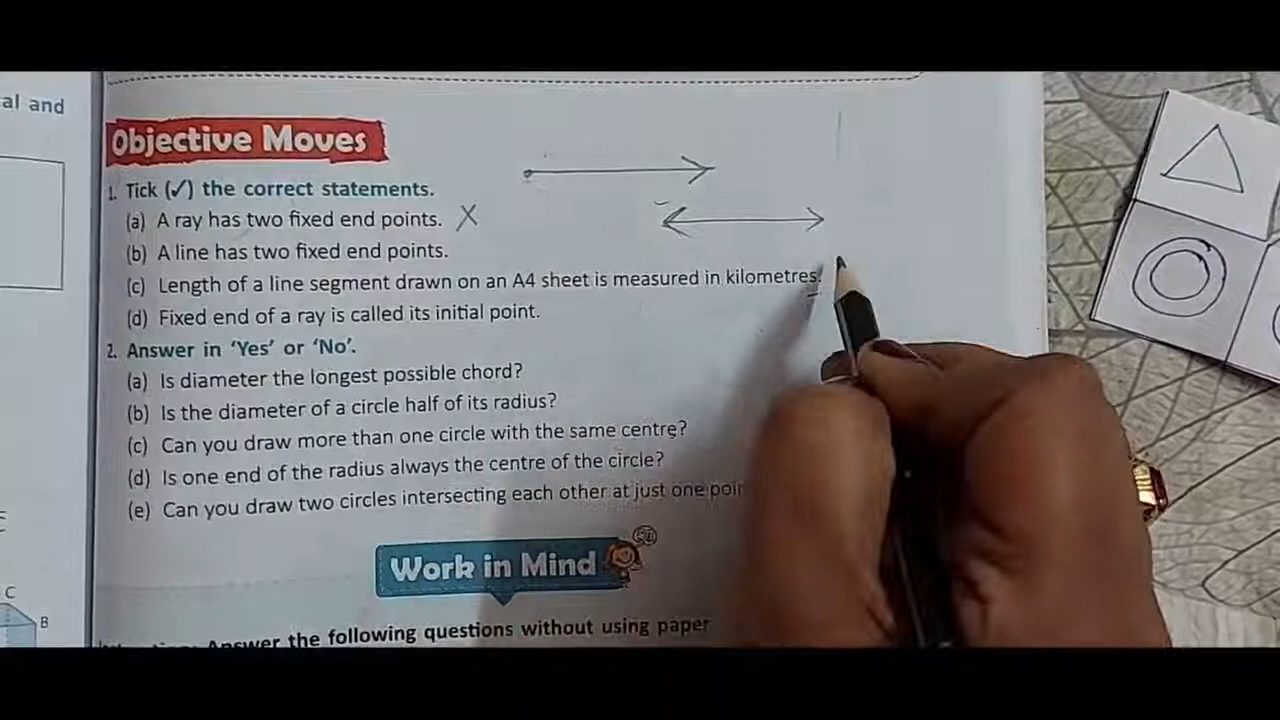 al and
Objective Moves
1. Tick (✓) the correct statements.
(a) A ray has two fixed end points. X
(b) A line has two fixed end points.
(c) Length of a line segment drawn on an A4 sheet is measured in kilometres.
(d) Fixed end of a ray is called its initial point.
2. Answer in ‘Yes’ or ‘No’.
(a) Is diameter the longest possible chord?
(b) Is the diameter of a circle half of its radius?
(c) Can you draw more than one circle with the same centre?
(d) Is one end of the radius always the centre of the circle?
(e) Can you draw two circles intersecting each other at just one poin
Work in Mind
C
B
Answer the following questions without using paper